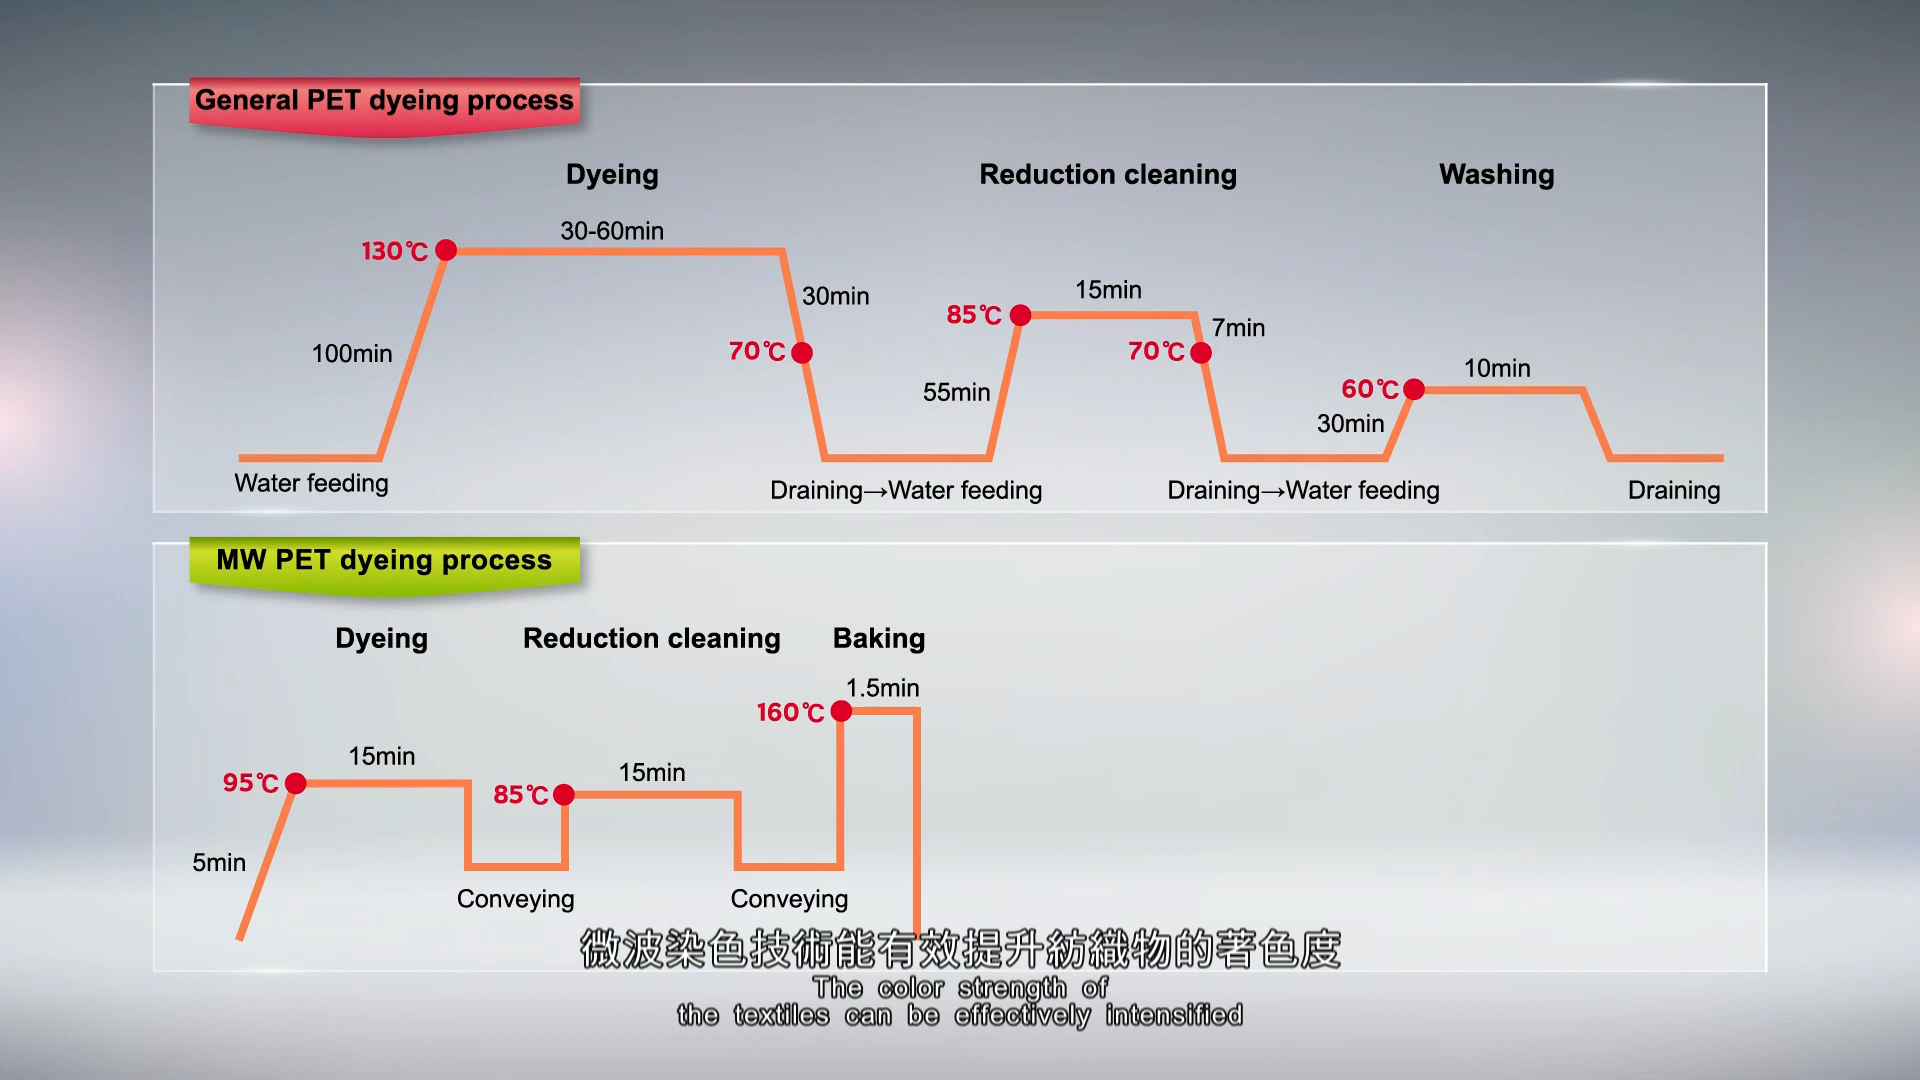 General PET dyeing process
Dyeing
Reduction cleaning
Washing
30-60min
130℃
30min
15min
85℃
7min
100min
70℃
70℃
10min
55min
60℃
30min
Water feeding
Draining→Water feeding
Draining→Water feeding
Draining
MW PET dyeing process
Dyeing
Reduction cleaning
Baking
1.5min
160℃
15min
95℃
15min
85℃
5min
Conveying
Conveying
微波染色技術能有效提升紡織物的著色度
The color strength of
the textiles can be effectively intensified